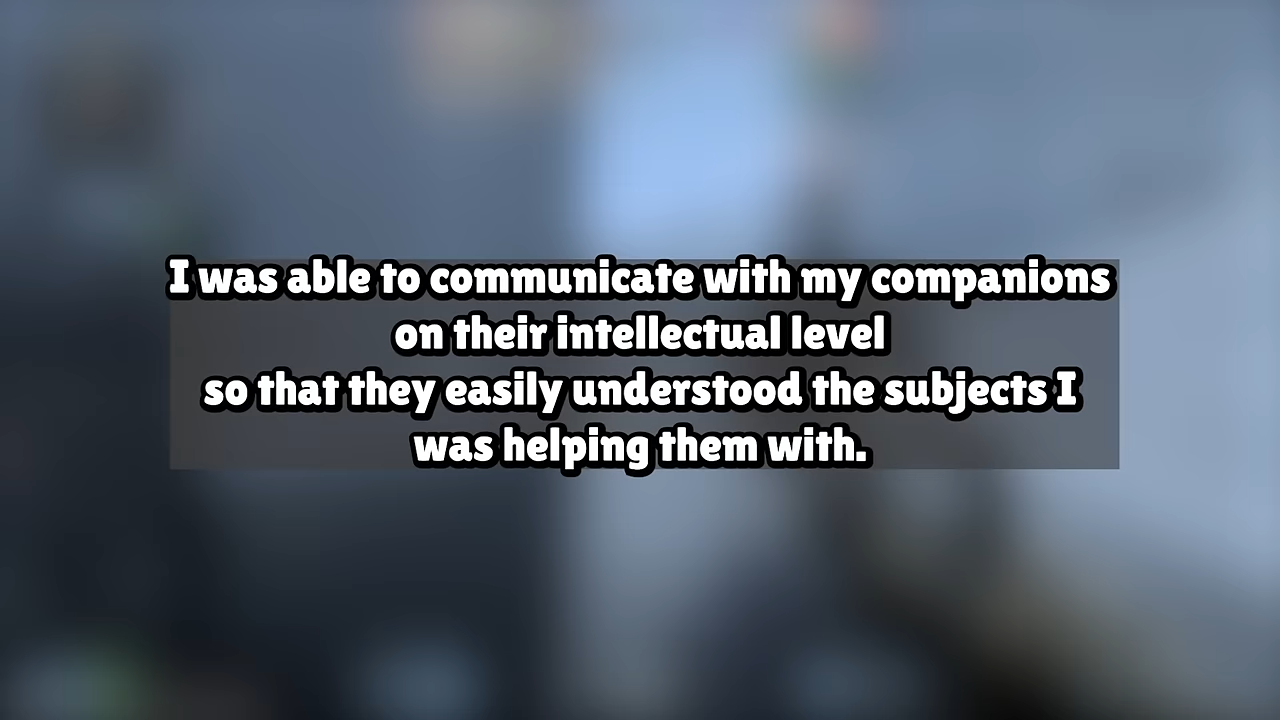 I was able to communicate with my companions
on their intellectual level
so that they easily understood the subjects I
was helping them with.